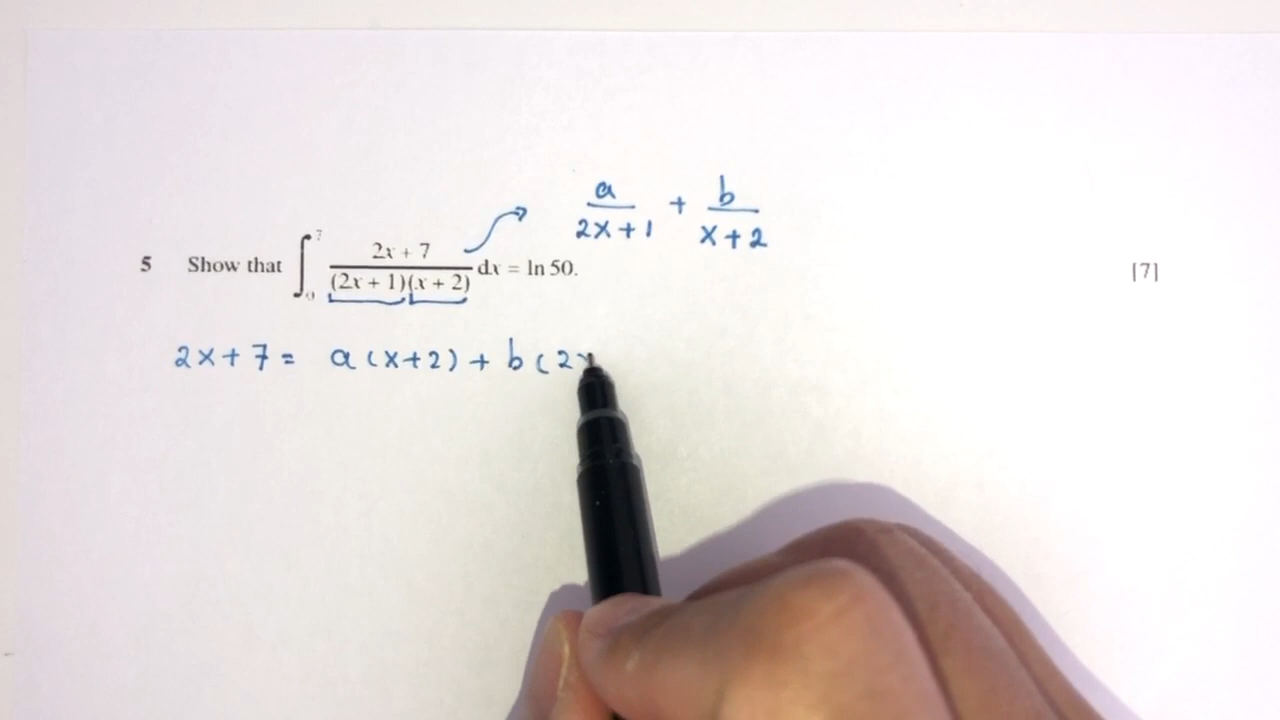 a/(2x+1) + b/(x+2)
5 Show that ∫₀⁷ (2x + 7)/((2x + 1)(x + 2)) dx = ln 50. [7]
2x+7 = a(x+2) + b(2x